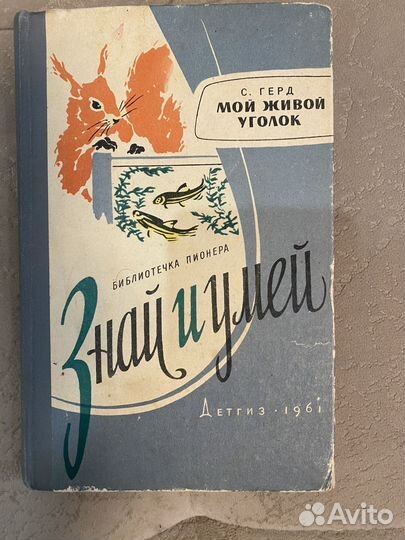 С. ГЕРД
МОЙ ЖИВОЙ
УГОЛОК
БИБЛИОТЕЧКА ПИОНЕРА
Знай и умей
ДЕТГИЗ · 1961
Avito